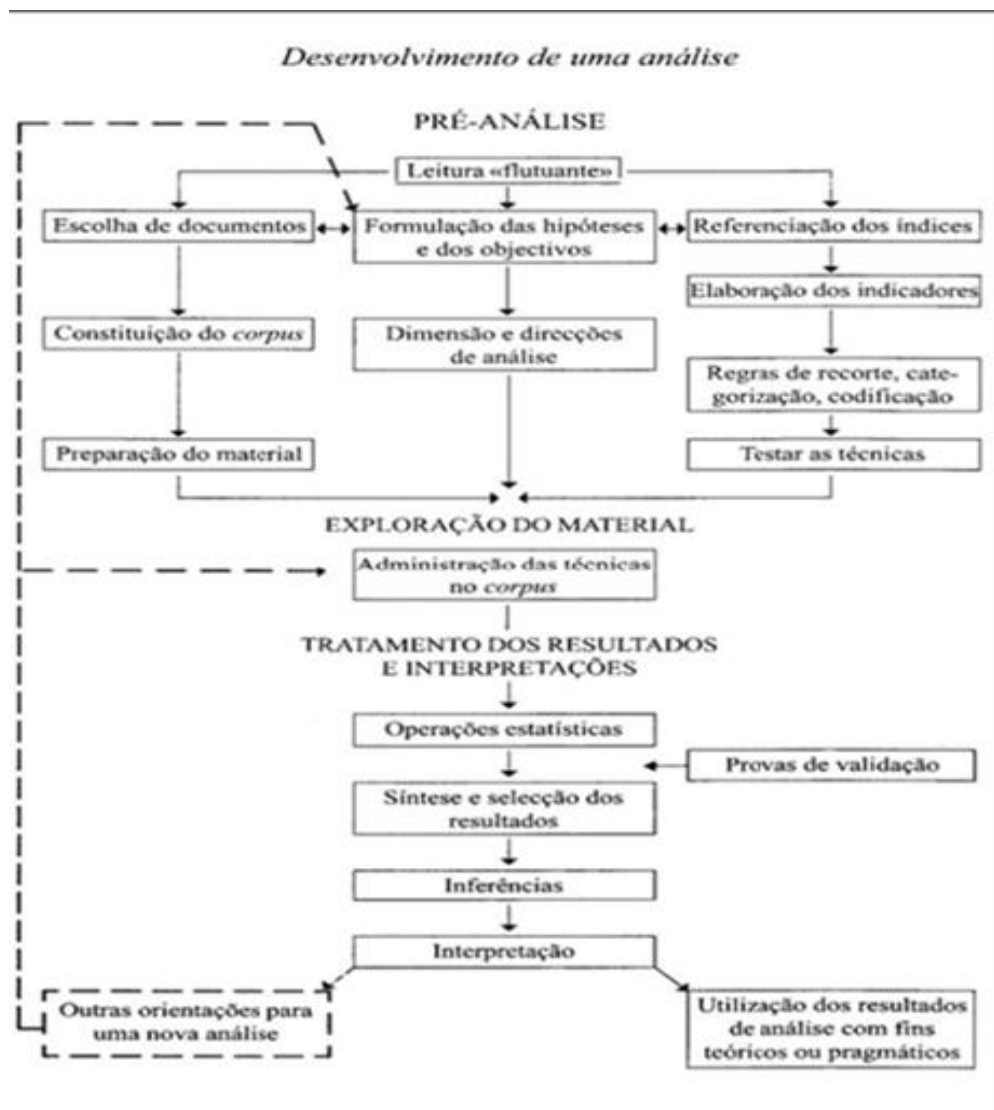 Desenvolvimento de uma análise
PRÉ-ANÁLISE
Leitura «flutuante»
Escolha de documentos
Formulação das hipóteses
e dos objectivos
Referenciação dos índices
Elaboração dos indicadores
Constituição do corpus
Dimensão e direcções
de análise
Regras de recorte, cate-
gorização, codificação
Preparação do material
Testar as técnicas
EXPLORAÇÃO DO MATERIAL
Administração das técnicas
no corpus
TRATAMENTO DOS RESULTADOS
E INTERPRETAÇÕES
Operações estatísticas
Provas de validação
Síntese e selecção dos
resultados
Inferências
Interpretação
Outras orientações para
uma nova análise
Utilização dos resultados
de análise com fins
teóricos ou pragmáticos